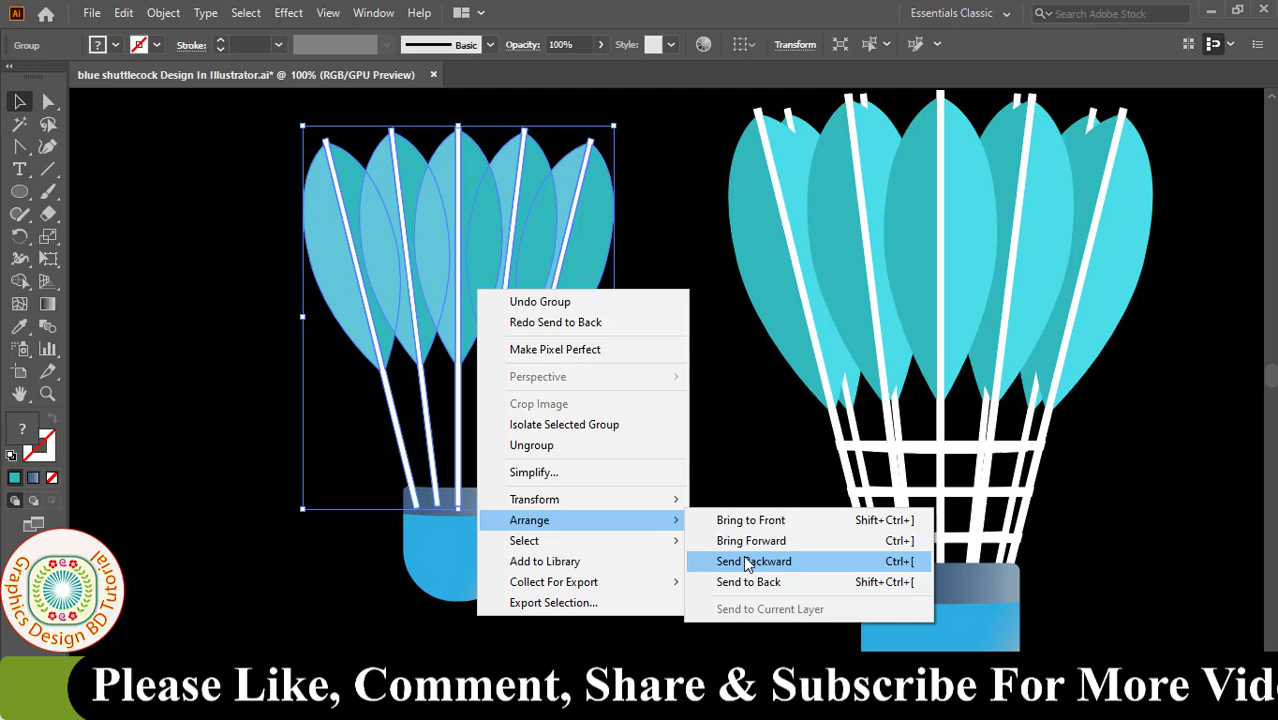 Ai File Edit Object Type Select Effect View Window Help Essentials Classic Search Adobe Stock
Group ? Stroke: Basic Opacity: 100% Style: Transform
blue shuttlecock Design In Illustrator.ai* @ 100% (RGB/GPU Preview)
Undo Group
Redo Send to Back
Make Pixel Perfect
Perspective
Crop Image
Isolate Selected Group
Ungroup
Simplify...
Transform
Arrange
Select
Add to Library
Collect For Export
Export Selection...
Bring to Front Shift+Ctrl+]
Bring Forward Ctrl+]
Send Backward Ctrl+[
Send to Back Shift+Ctrl+[
Send to Current Layer
?
Graphics Design BD
Tutorial
Please Like, Comment, Share & Subscribe For More Vid